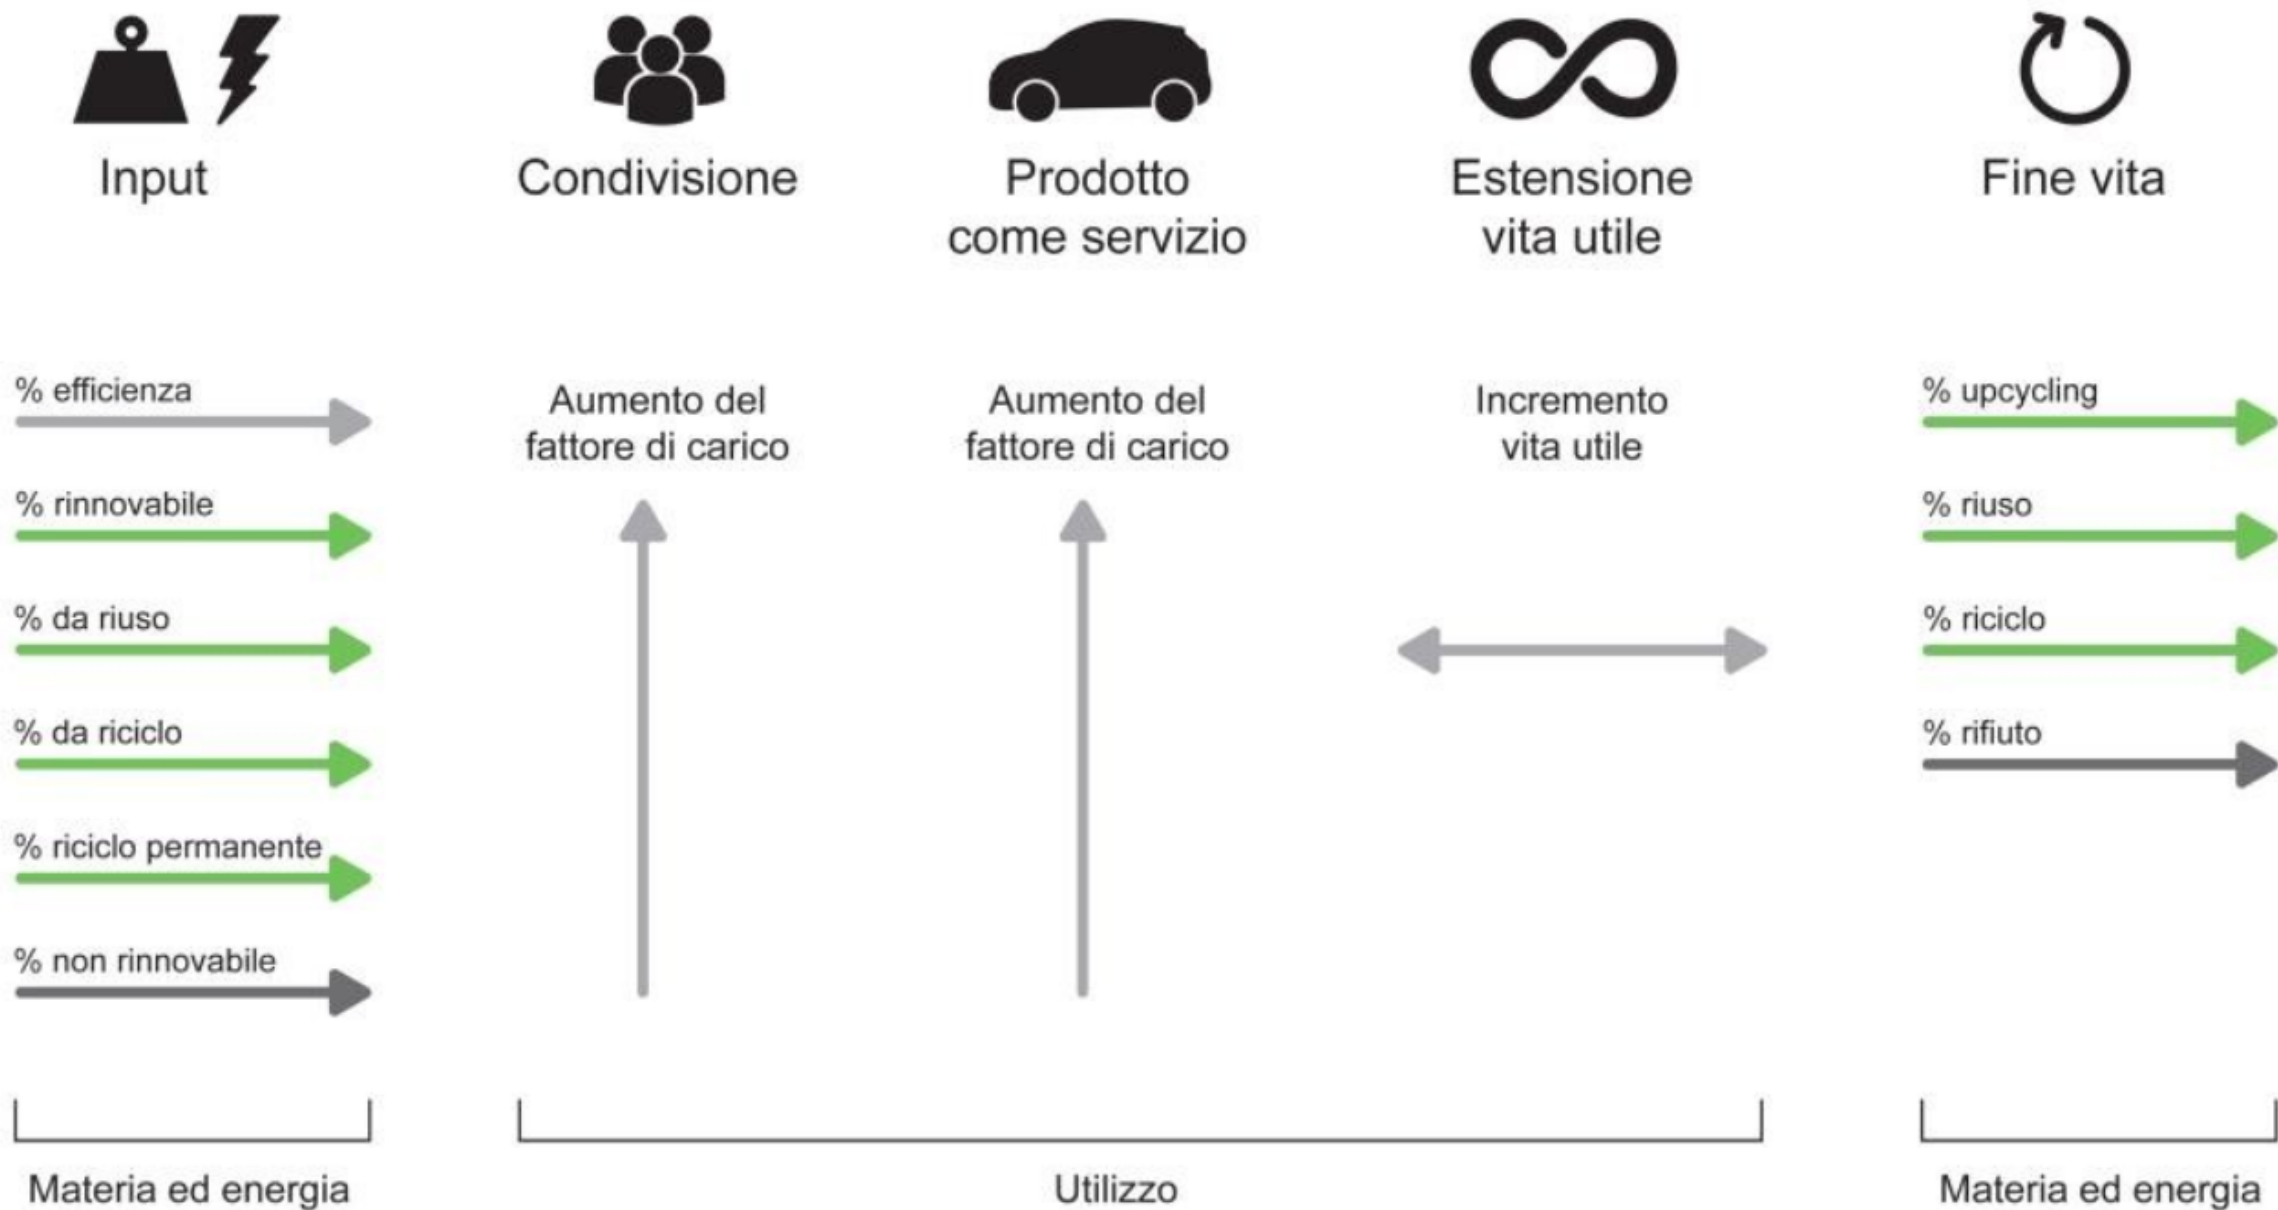 Input
Condivisione
Prodotto
come servizio
Estensione
vita utile
Fine vita
% efficienza
% rinnovabile
% da riuso
% da riciclo
% riciclo permanente
% non rinnovabile
Aumento del
fattore di carico
Aumento del
fattore di carico
Incremento
vita utile
% upcycling
% riuso
% riciclo
% rifiuto
Materia ed energia
Utilizzo
Materia ed energia